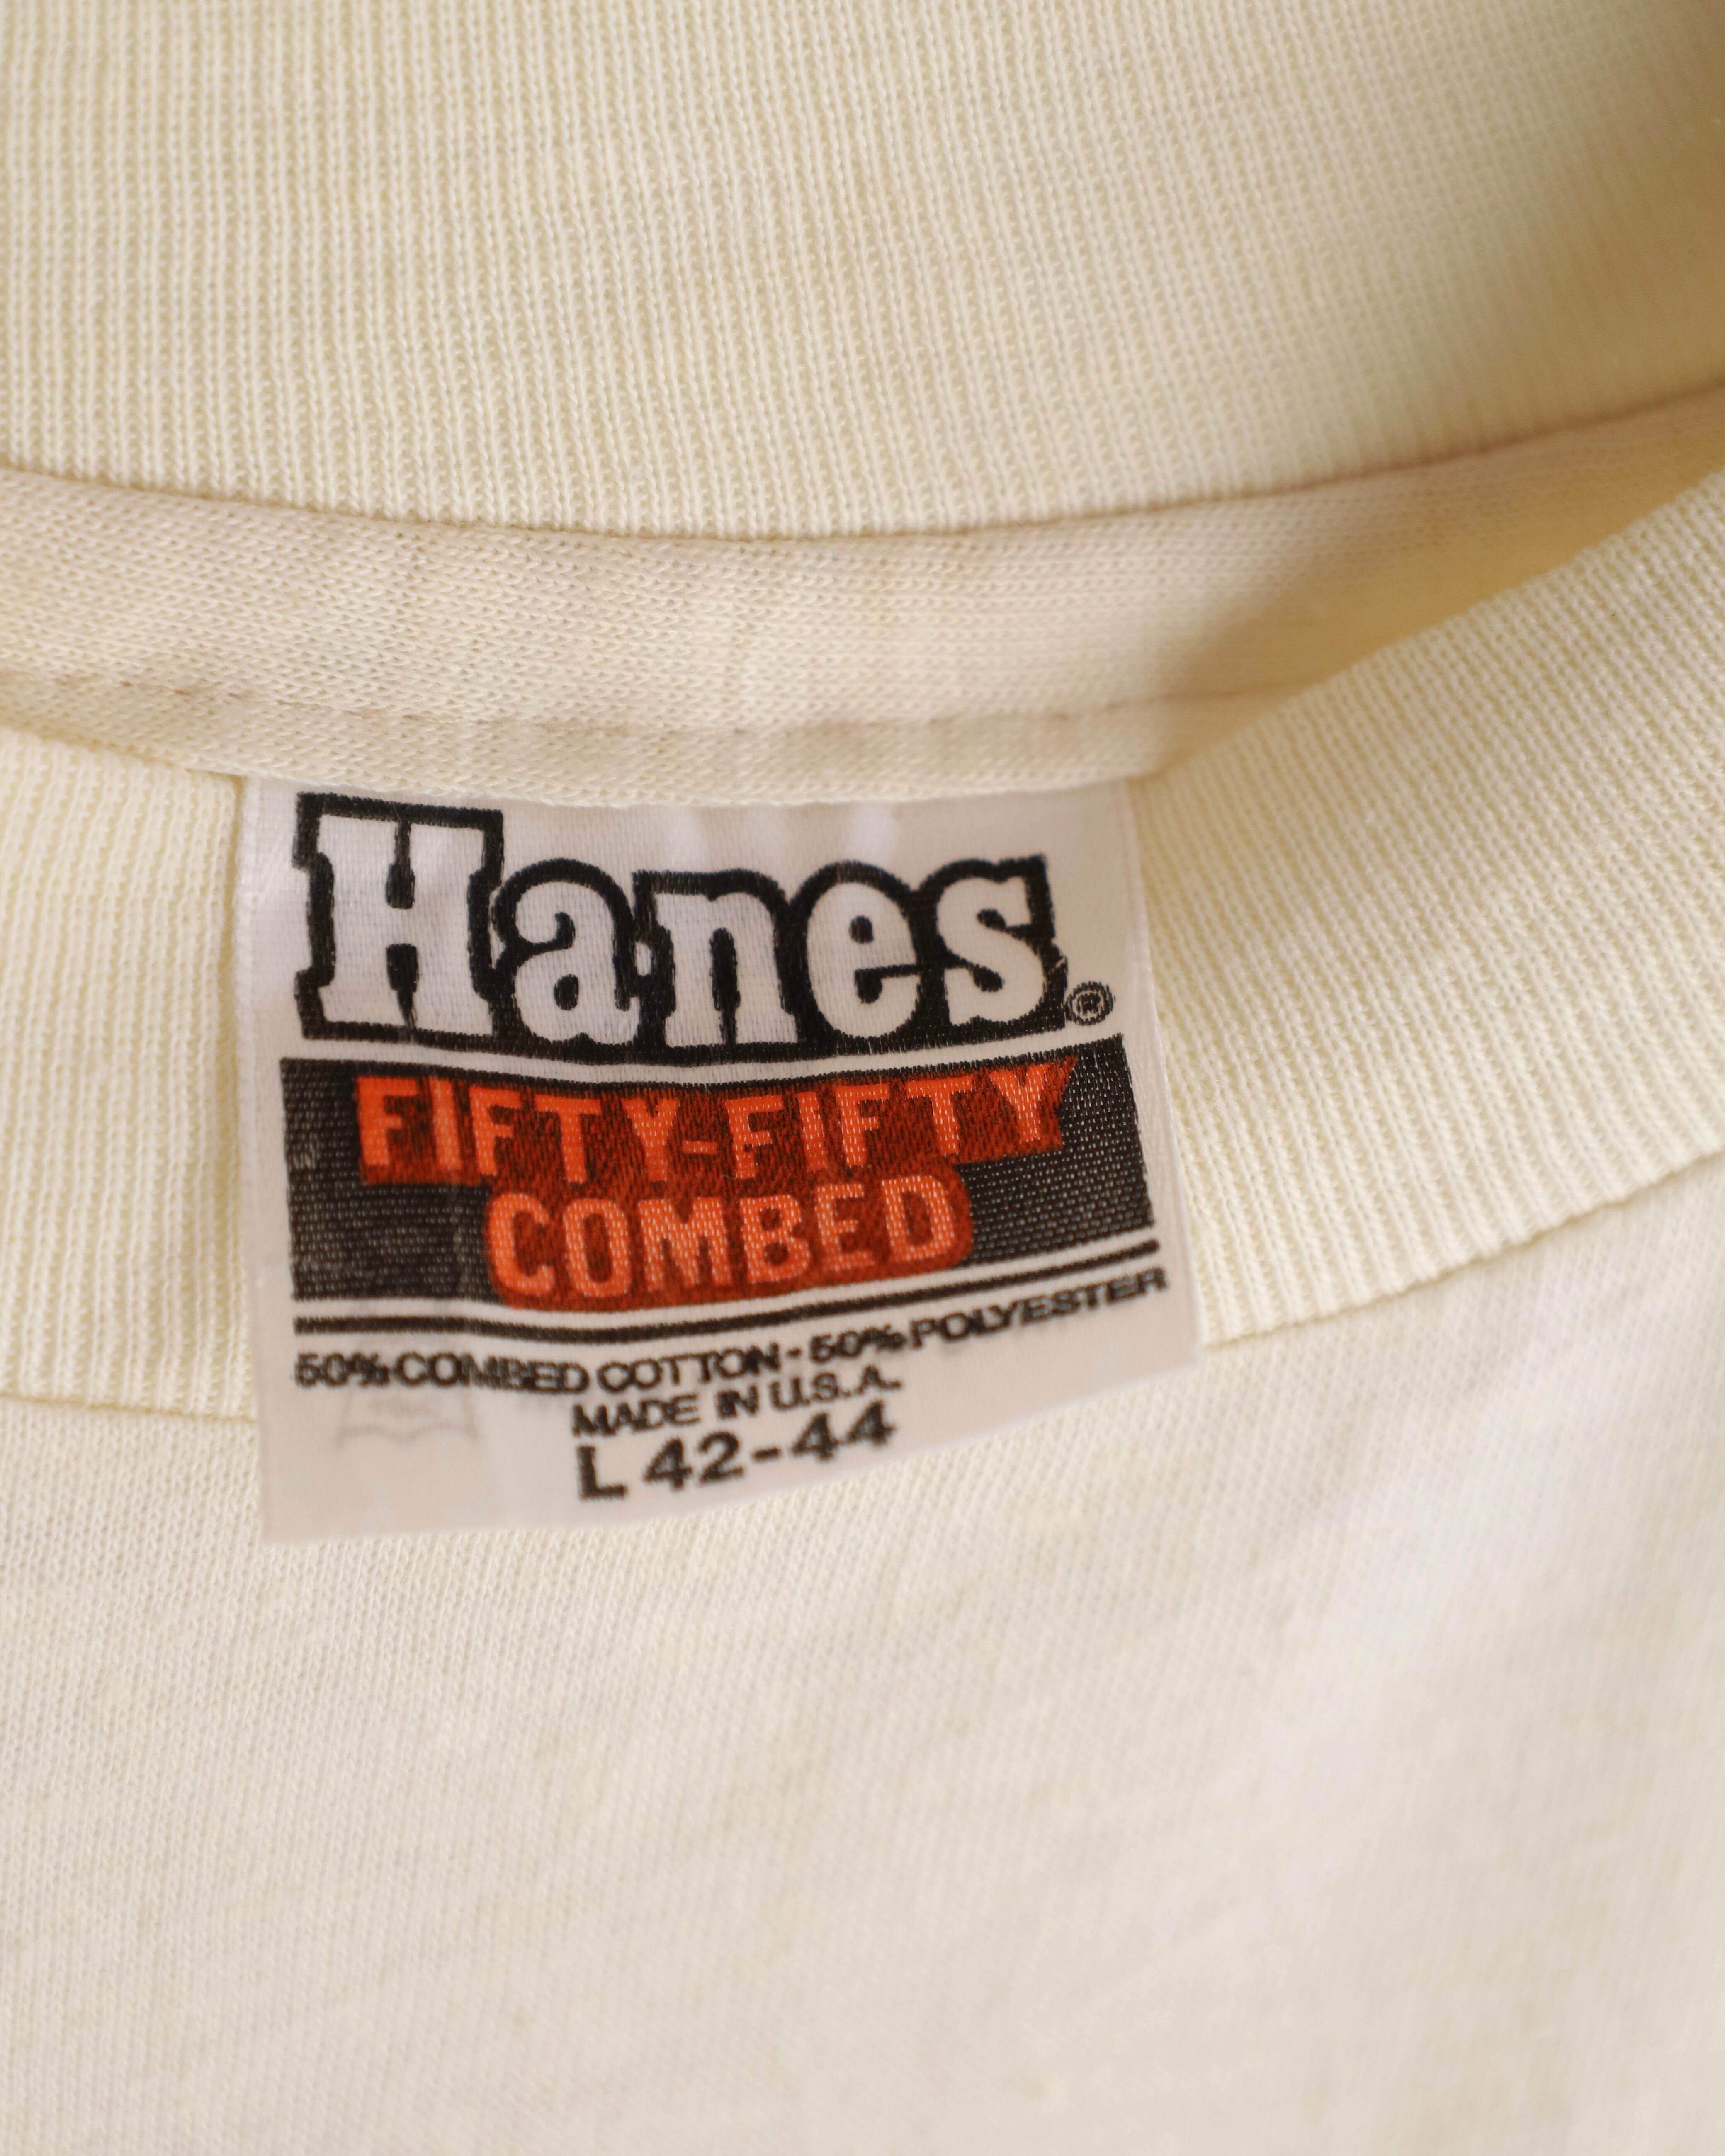 Hanes®
FIFTY-FIFTY
COMBED
50% COMBED COTTON - 50% POLYESTER
MADE IN U.S.A.
L 42-44